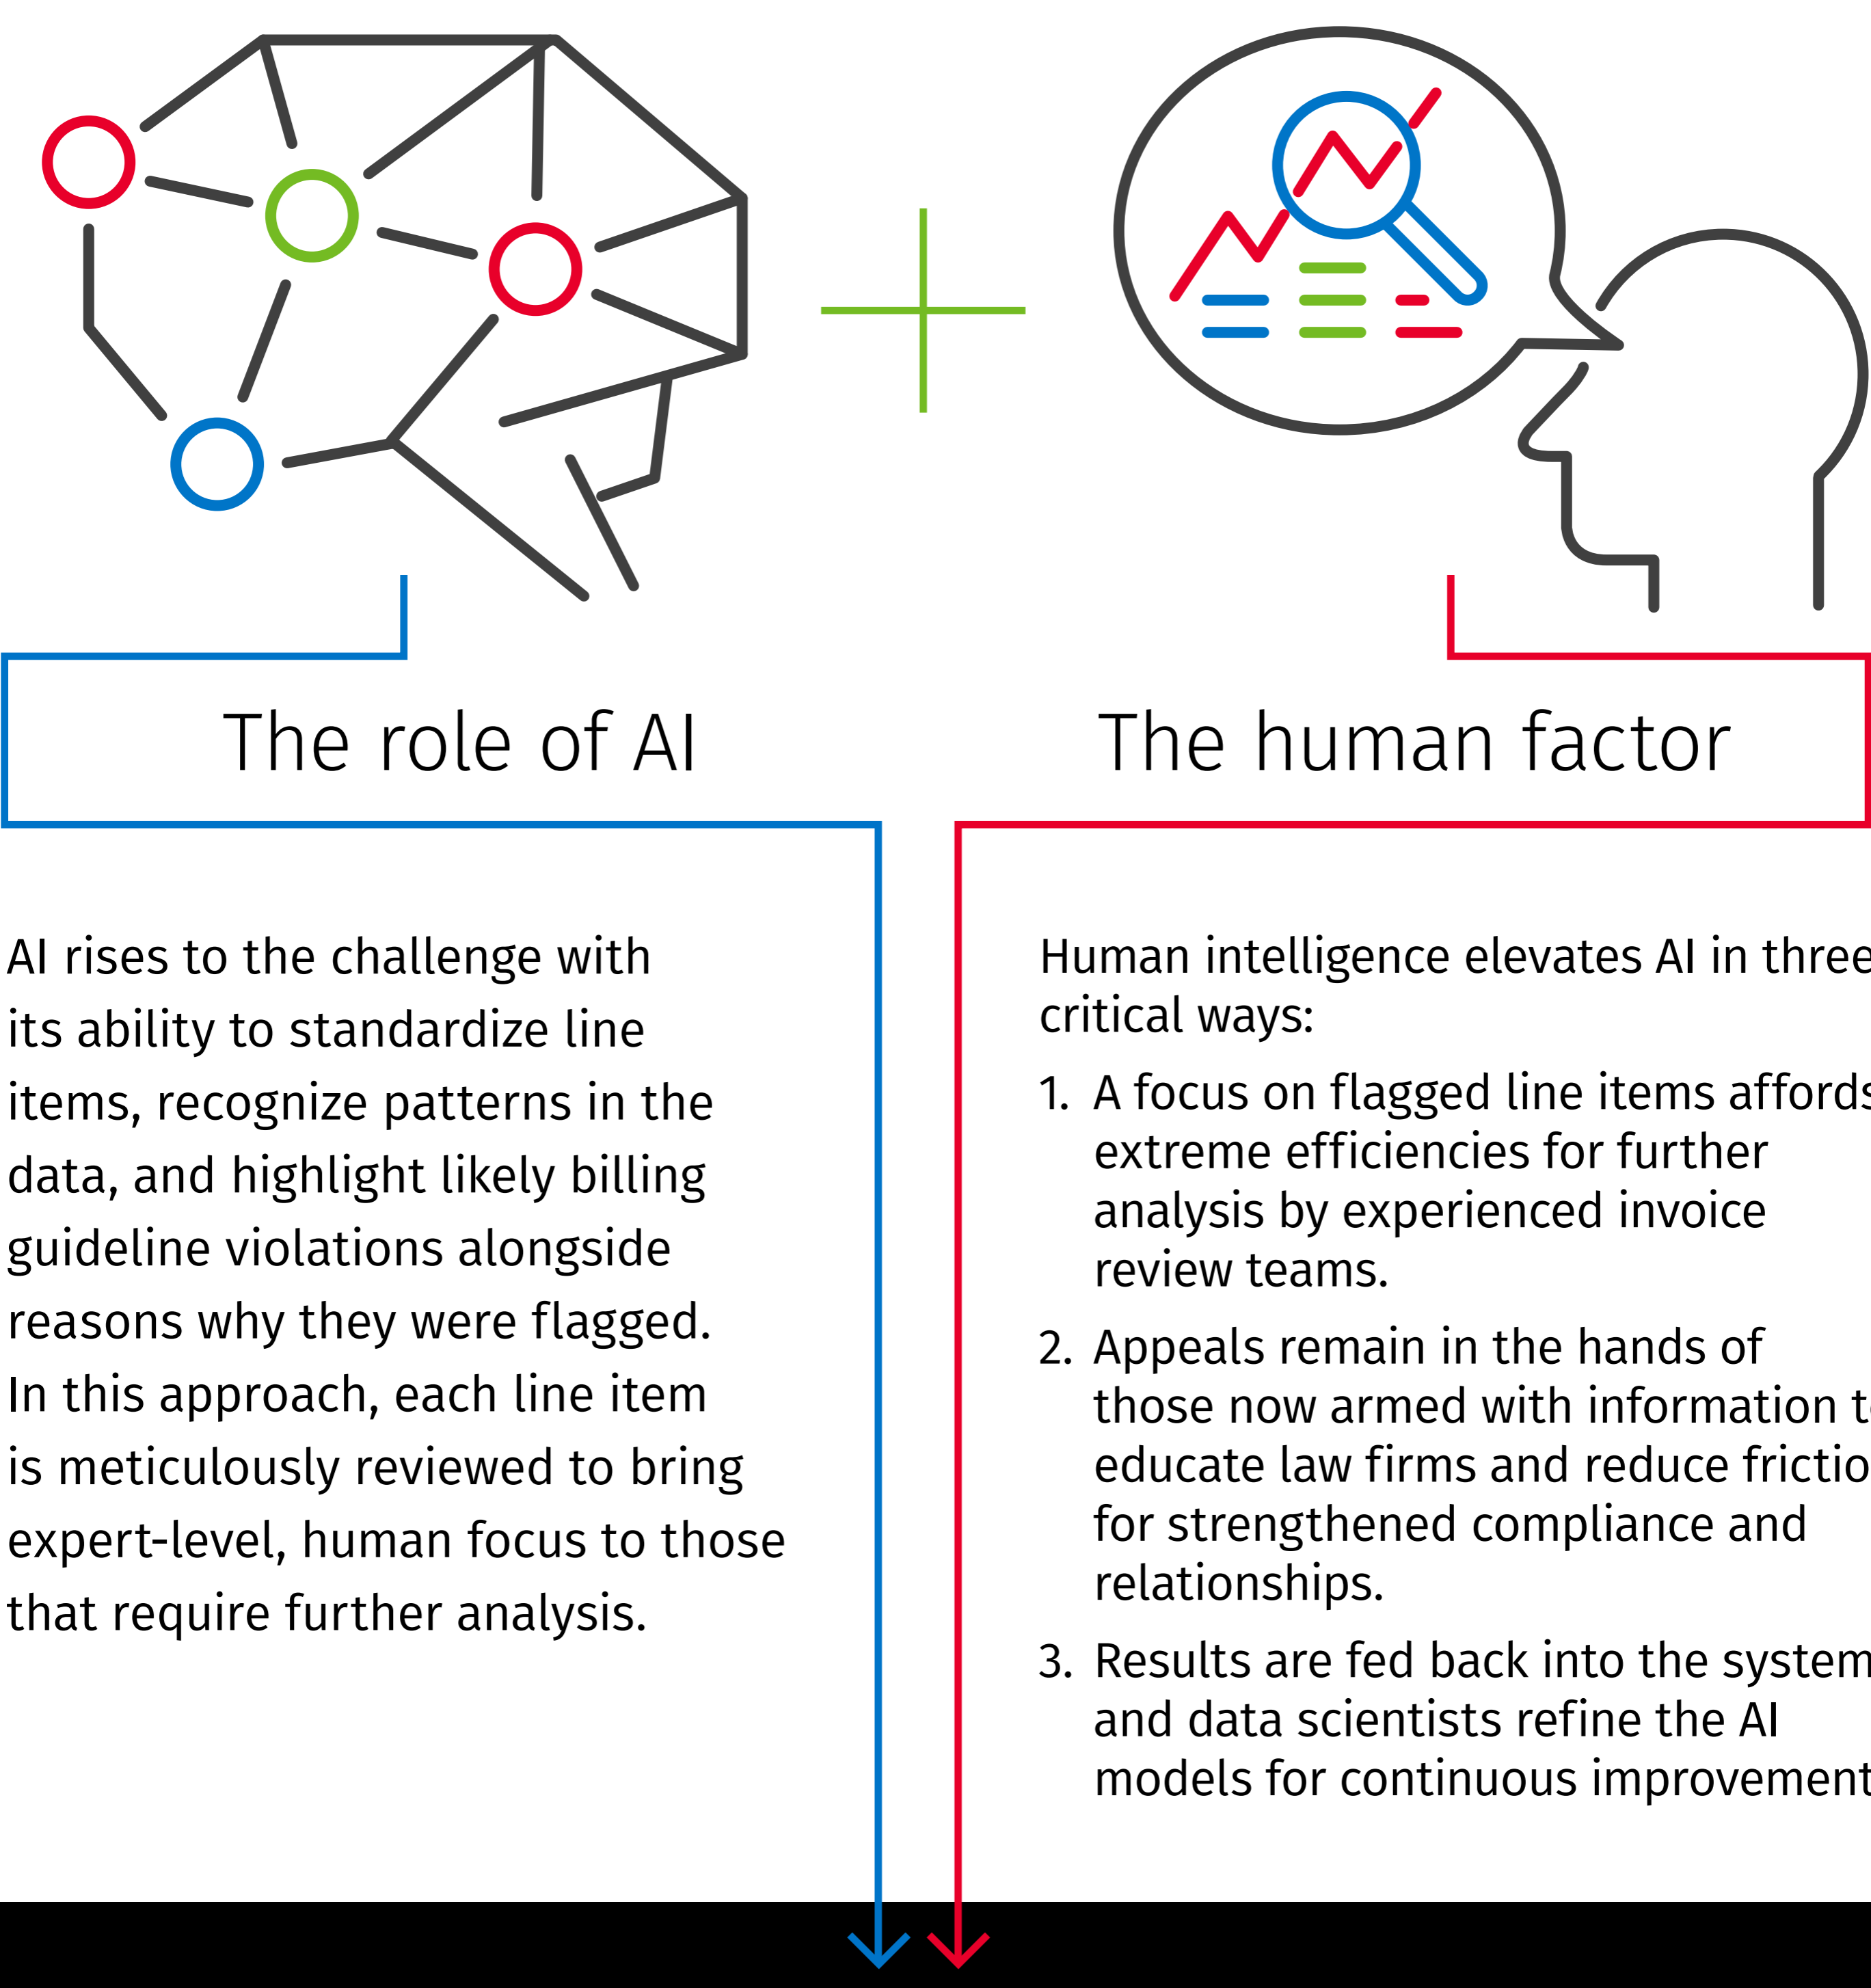 The role of AI
AI rises to the challenge with
its ability to standardize line
items, recognize patterns in the
data, and highlight likely billing
guideline violations alongside
reasons why they were flagged.
In this approach, each line item
is meticulously reviewed to bring
expert-level, human focus to those
that require further analysis.
The human factor
Human intelligence elevates AI in three
critical ways:
1. A focus on flagged line items affords
extreme efficiencies for further
analysis by experienced invoice
review teams.
2. Appeals remain in the hands of
those now armed with information to
educate law firms and reduce frictio
for strengthened compliance and
relationships.
3. Results are fed back into the system
and data scientists refine the AI
models for continuous improvement